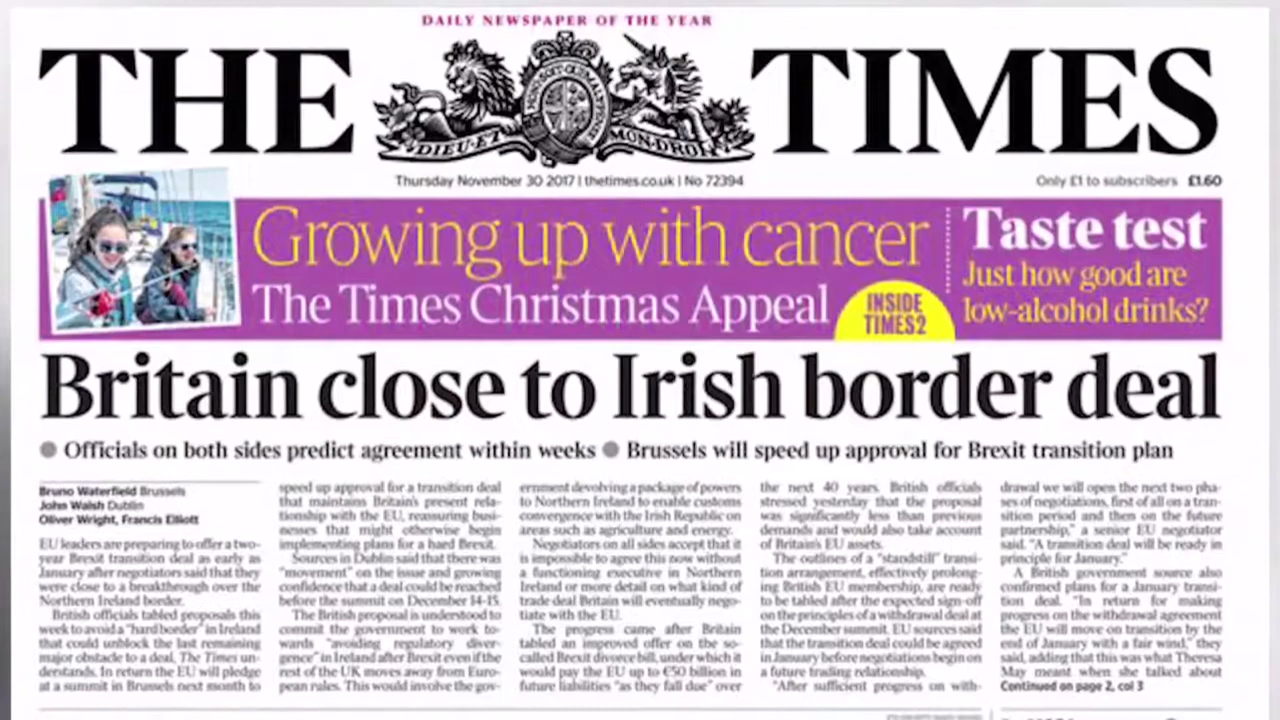 DAILY NEWSPAPER OF THE YEAR
THE TIMES
DIEU·ET MON·DROIT
Thursday November 30 2017 | thetimes.co.uk | No 72394
Only £1 to subscribers £1.60
Growing up with cancer
The Times Christmas Appeal
INSIDE
TIMES2
Taste test
Just how good are
low-alcohol drinks?
Britain close to Irish border deal
● Officials on both sides predict agreement within weeks ● Brussels will speed up approval for Brexit transition plan
Bruno Waterfield Brussels
John Walsh Dublin
Oliver Wright, Francis Elliott
EU leaders are preparing to offer a two-
year Brexit transition deal as early as
January after negotiators said that they
were close to a breakthrough over the
Northern Ireland border.
British officials tabled proposals this
week to avoid a "hard border" in Ireland
that could unblock the last remaining
major obstacle to a deal, The Times un-
derstands. In return the EU will pledge
at a summit in Brussels next month to
speed up approval for a transition deal
that maintains Britain's present rela-
tionship with the EU, reassuring busi-
nesses that might otherwise begin
implementing plans for a hard Brexit.
Sources in Dublin said that there was
"movement" on the issue and growing
confidence that a deal could be reached
before the summit on December 14-15.
The British proposal is understood to
commit the government to work to-
wards "avoiding regulatory diver-
gence" in Ireland after Brexit even if the
rest of the UK moves away from Euro-
pean rules. This would involve the gov-
ernment devolving a package of powers
to Northern Ireland to enable customs
convergence with the Irish Republic on
areas such as agriculture and energy.
Negotiators on all sides accept that it
is impossible to agree this now without
a functioning executive in Northern
Ireland or more detail on what kind of
trade deal Britain will eventually nego-
tiate with the EU.
The progress came after Britain
tabled an improved offer on the so-
called Brexit divorce bill, under which it
would pay the EU up to €50 billion in
future liabilities "as they fall due" over
the next 40 years. British officials
stressed yesterday that the proposal
was significantly less than previous
demands and would also take account
of Britain's EU assets.
The outlines of a "standstill" transi-
tion arrangement, effectively prolong-
ing British EU membership, are ready
to be tabled after the expected sign-off
on the principles of a withdrawal deal at
the December summit. EU sources said
that the transition deal could be agreed
in January before negotiations begin on
a future trading relationship.
"After sufficient progress on with-
drawal we will open the next two pha-
ses of negotiations, first of all on a tran-
sition period and then on the future
partnership," a senior EU negotiator
said. "A transition deal will be ready in
principle for January."
A British government source also
confirmed plans for a January transi-
tion deal. "In return for making
progress on the withdrawal agreement
the EU will move on transition by the
end of January with a fair wind," they
said, adding that this was what Theresa
May meant when she talked about
Continued on page 2, col 3